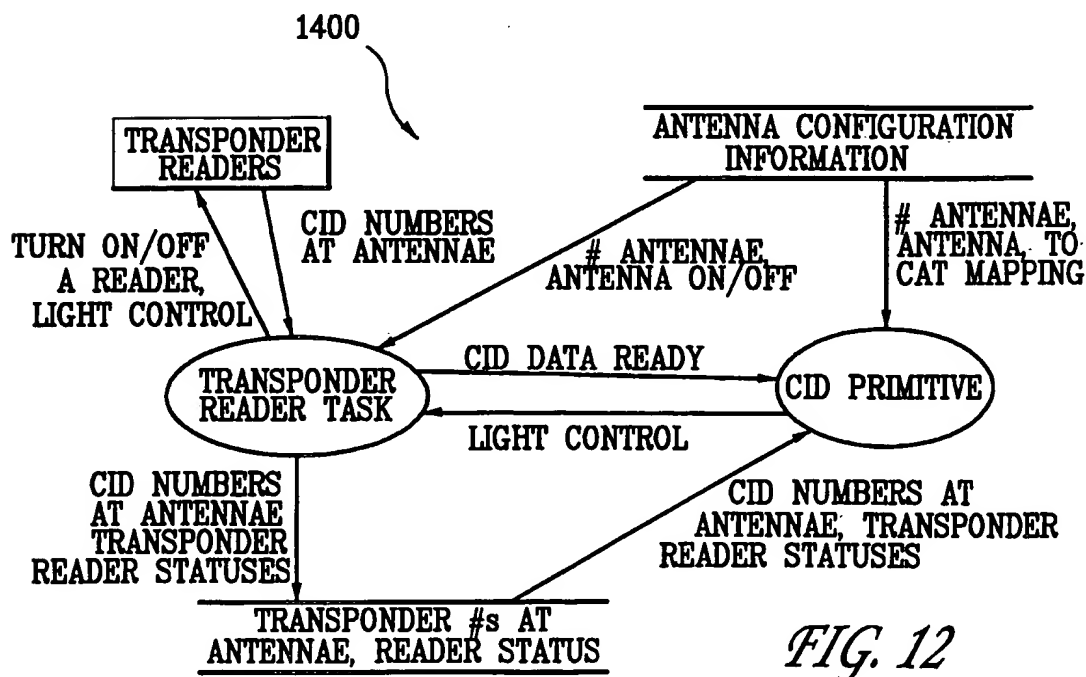 1400
TRANSPONDER
READERS
ANTENNA CONFIGURATION
INFORMATION
TURN ON/OFF
A READER,
LIGHT CONTROL
CID NUMBERS
AT ANTENNAE
# ANTENNAE,
ANTENNA ON/OFF
# ANTENNAE,
ANTENNA, TO
CAT MAPPING
TRANSPONDER
READER TASK
CID DATA READY
LIGHT CONTROL
CID PRIMITIVE
CID NUMBERS
AT ANTENNAE
TRANSPONDER
READER STATUSES
CID NUMBERS AT
ANTENNAE, TRANSPONDER
READER STATUSES
TRANSPONDER #s AT
ANTENNAE, READER STATUS
FIG. 12